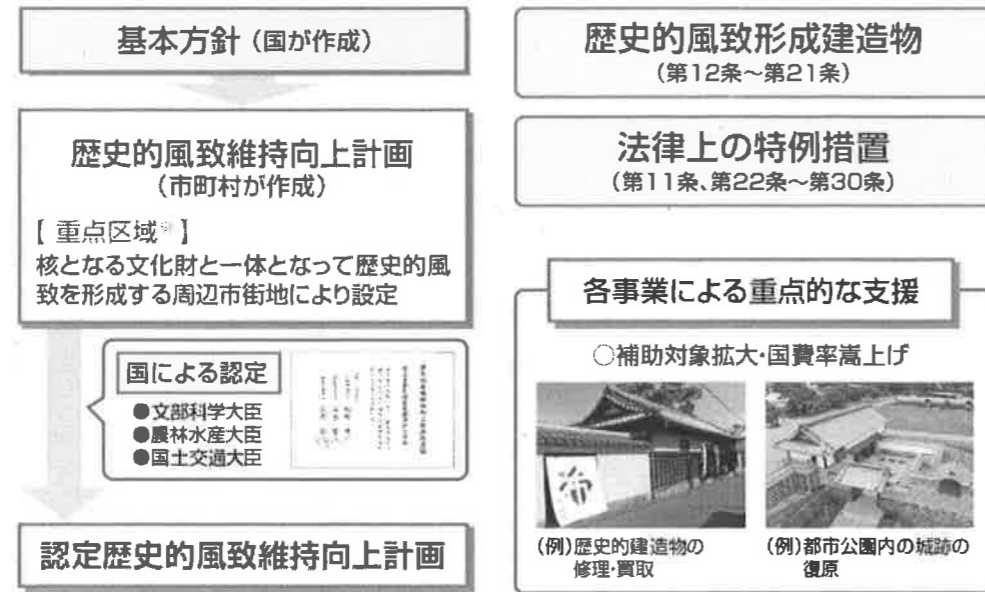 基本方針（国が作成）
歴史的風致維持向上計画
（市町村が作成）
【 重点区域※ 】
核となる文化財と一体となって歴史的風
致を形成する周辺市街地により設定
国による認定
●文部科学大臣
●農林水産大臣
●国土交通大臣
認定歴史的風致維持向上計画
歴史的風致形成建造物
（第12条～第21条）
法律上の特例措置
（第11条、第22条～第30条）
各事業による重点的な支援
○補助対象拡大・国費率嵩上げ
(例)歴史的建造物の
修理・買取
(例)都市公園内の城跡の
復原